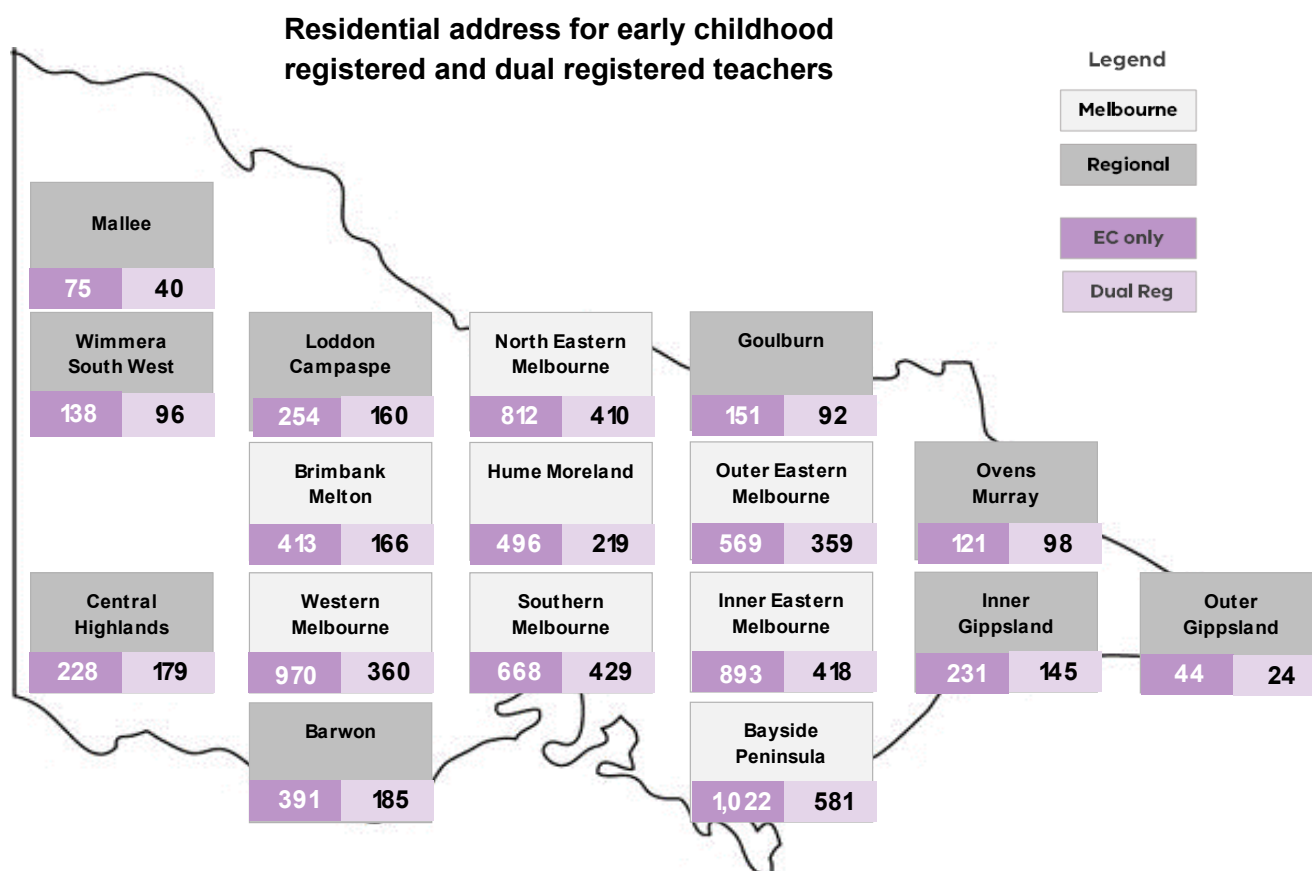 Residential address for early childhood
registered and dual registered teachers
Legend
Melbourne
Regional
EC only
Dual Reg
Mallee
75 40
Wimmera
South West
138 96
Loddon
Campaspe
254 160
North Eastern
Melbourne
812 410
Goulburn
151 92
Brimbank
Melton
413 166
Hume Moreland
496 219
Outer Eastern
Melbourne
569 359
Ovens
Murray
121 98
Central
Highlands
228 179
Western
Melbourne
970 360
Southern
Melbourne
668 429
Inner Eastern
Melbourne
893 418
Inner
Gippsland
231 145
Outer
Gippsland
44 24
Barwon
391 185
Bayside
Peninsula
1,022 581